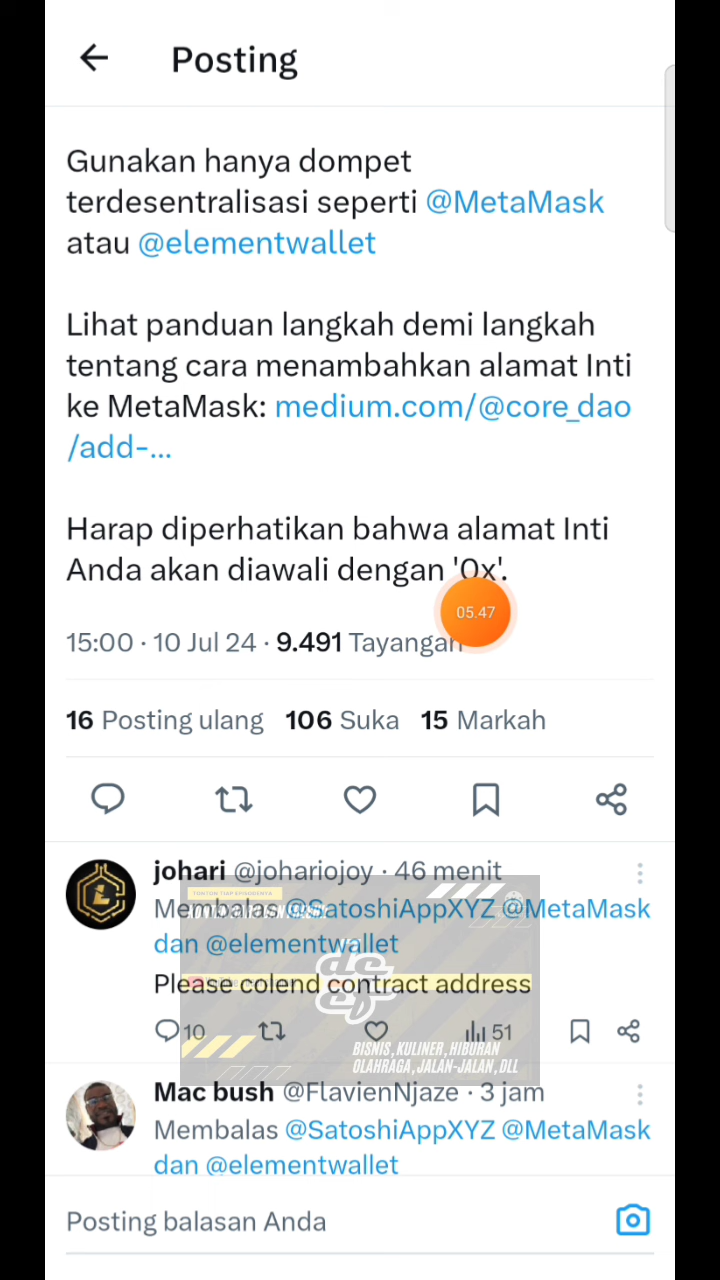 Posting
Gunakan hanya dompet
terdesentralisasi seperti @MetaMask
atau @elementwallet
Lihat panduan langkah demi langkah
tentang cara menambahkan alamat Inti
ke MetaMask: medium.com/@core_dao
/add-...
Harap diperhatikan bahwa alamat Inti
Anda akan diawali dengan '0x'.
05.47
15:00 · 10 Jul 24 · 9.491 Tayangan
16 Posting ulang 106 Suka 15 Markah
johari @johariojoy · 46 menit
TONTON TIAP EPISODENYA
Membalas @SatoshiAppXYZ @MetaMask
dan @elementwallet
Please colend contract address
10 51
BISNIS, KULINER, HIBURAN
OLAHRAGA, JALAN-JALAN, DLL
Mac bush @FlavienNjaze · 3 jam
Membalas @SatoshiAppXYZ @MetaMask
dan @elementwallet
Posting balasan Anda